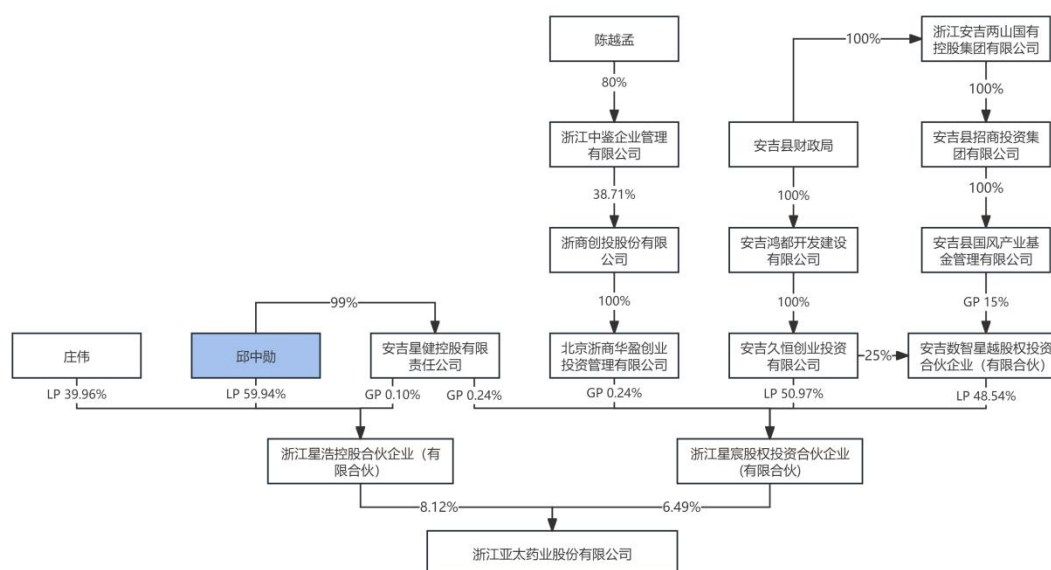 陈越孟
100%
浙江安吉两山国有
控股集团有限公司
80%
100%
浙江中鉴企业管理
有限公司
安吉县财政局
安吉县招商投资集
团有限公司
38.71%
100%
100%
浙商创投股份有限
公司
安吉鸿都开发建设
有限公司
安吉县国风产业基
金管理有限公司
99%
100%
100%
GP 15%
庄伟
邱中勋
安吉星健控股有限
责任公司
北京浙商华盈创业
投资管理有限公司
安吉久恒创业投资
有限公司
25%
安吉数智星越股权投资
合伙企业（有限合伙）
LP 39.96%
LP 59.94%
GP 0.10%
GP 0.24%
GP 0.24%
LP 50.97%
LP 48.54%
浙江星浩控股合伙企业（有
限合伙）
浙江星宸股权投资合伙企业
(有限合伙)
8.12%
6.49%
浙江亚太药业股份有限公司